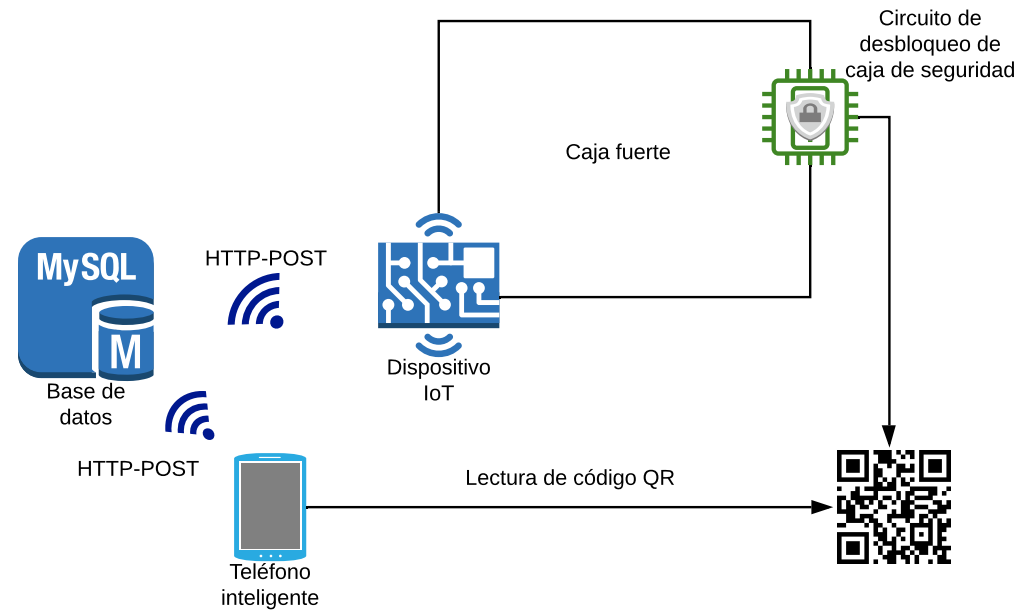 Circuito de
desbloqueo de
caja de seguridad
Caja fuerte
HTTP-POST
MySQL
M
Dispositivo
IoT
Base de
datos
HTTP-POST
Lectura de código QR
Teléfono
inteligente